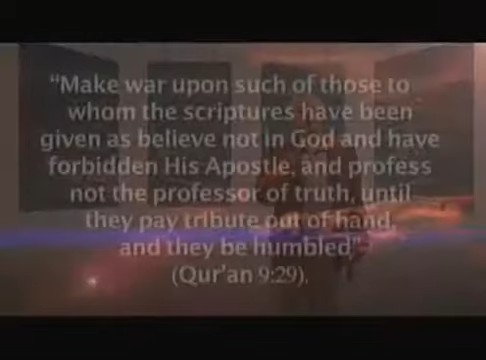 “Make war upon such of those to
whom the scriptures have been
given as believe not in God and have
forbidden His Apostle, and profess
not the professor of truth, until
they pay tribute out of hand,
and they be humbled”
(Qur’an 9:29).